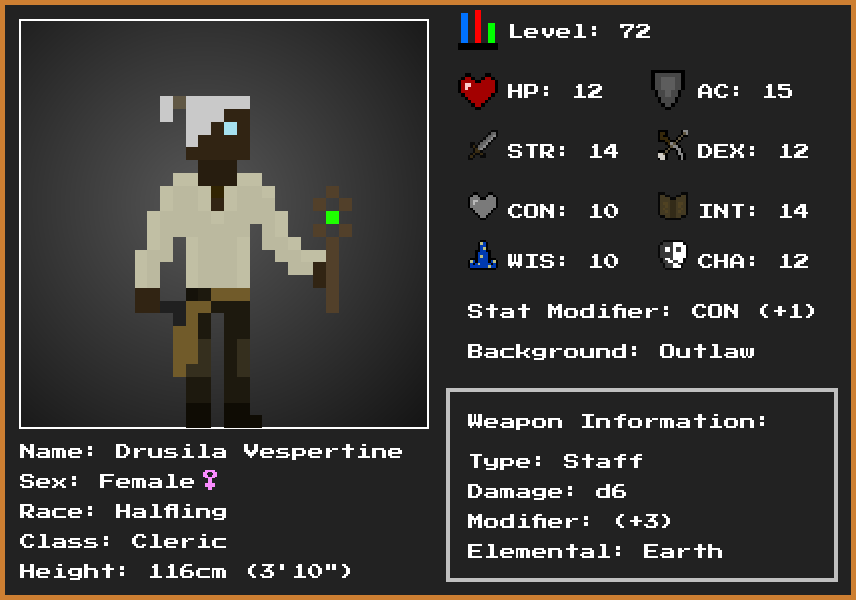 Level: 72
HP: 12 AC: 15
STR: 14 DEX: 12
CON: 10 INT: 14
WIS: 10 CHA: 12
Stat Modifier: CON (+1)
Background: Outlaw
Weapon Information:
Type: Staff
Damage: d6
Modifier: (+3)
Elemental: Earth
Name: Drusila Vespertine
Sex: Female♀
Race: Halfling
Class: Cleric
Height: 116cm (3'10")